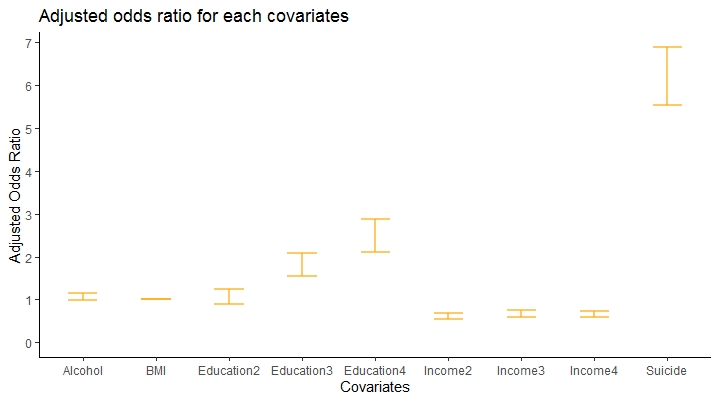 Adjusted odds ratio for each covariates
Adjusted Odds Ratio
7
6
5
4
3
2
1
0
Alcohol BMI Education2 Education3 Education4 Income2 Income3 Income4 Suicide
Covariates